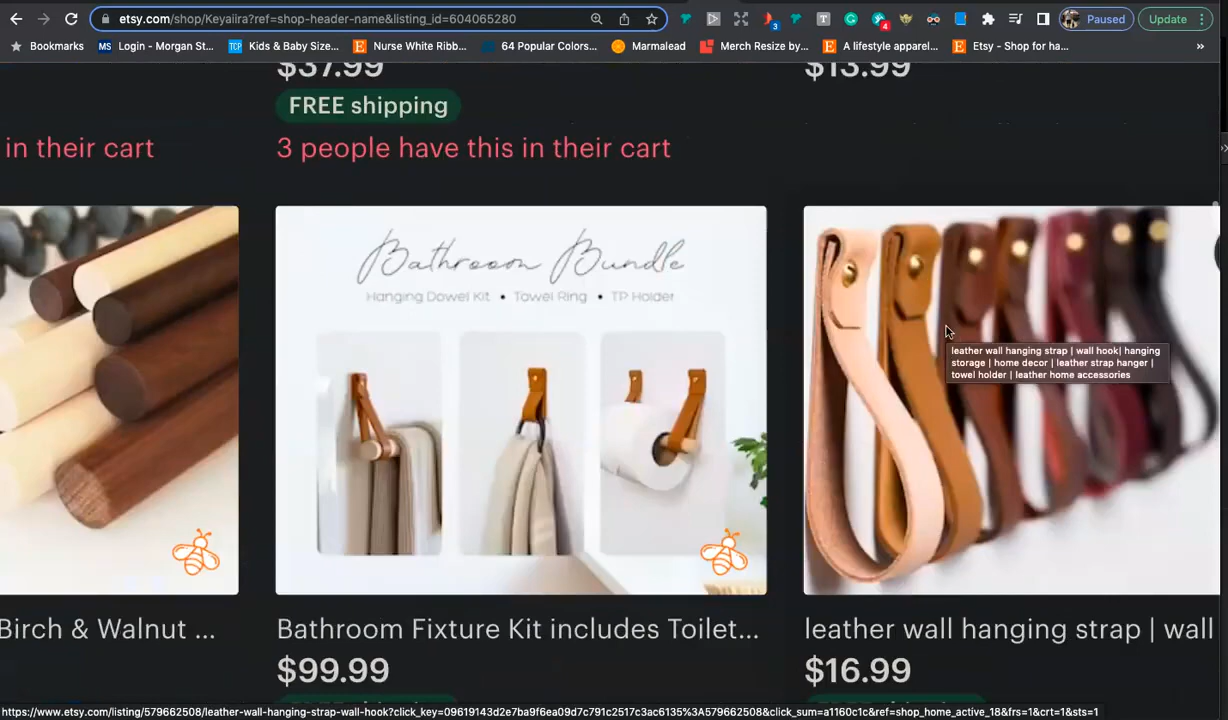 etsy.com/shop/Keyaiira?ref=shop-header-name&listing_id=604065280
3
T
4
Paused
Update
Bookmarks
MS Login - Morgan St...
TCP Kids & Baby Size...
E Nurse White Ribb...
64 Popular Colors...
Marmalead
Merch Resize by...
E A lifestyle apparel...
E Etsy - Shop for ha...
»
$37.99
$13.99
FREE shipping
in their cart
3 people have this in their cart
Bathroom Bundle
Hanging Dowel Kit • Towel Ring • TP Holder
leather wall hanging strap | wall hook| hanging
storage | home decor | leather strap hanger |
towel holder | leather home accessories
Birch & Walnut ...
Bathroom Fixture Kit includes Toilet...
leather wall hanging strap | wall
$99.99
$16.99
https://www.etsy.com/listing/579662508/leather-wall-hanging-strap-wall-hook?click_key=09619143d2e7ba9f6ea09d7c791c2517c3ac6135%3A579662508&click_sum=a1160c1c&ref=shop_home_active_18&frs=1&crt=1&sts=1